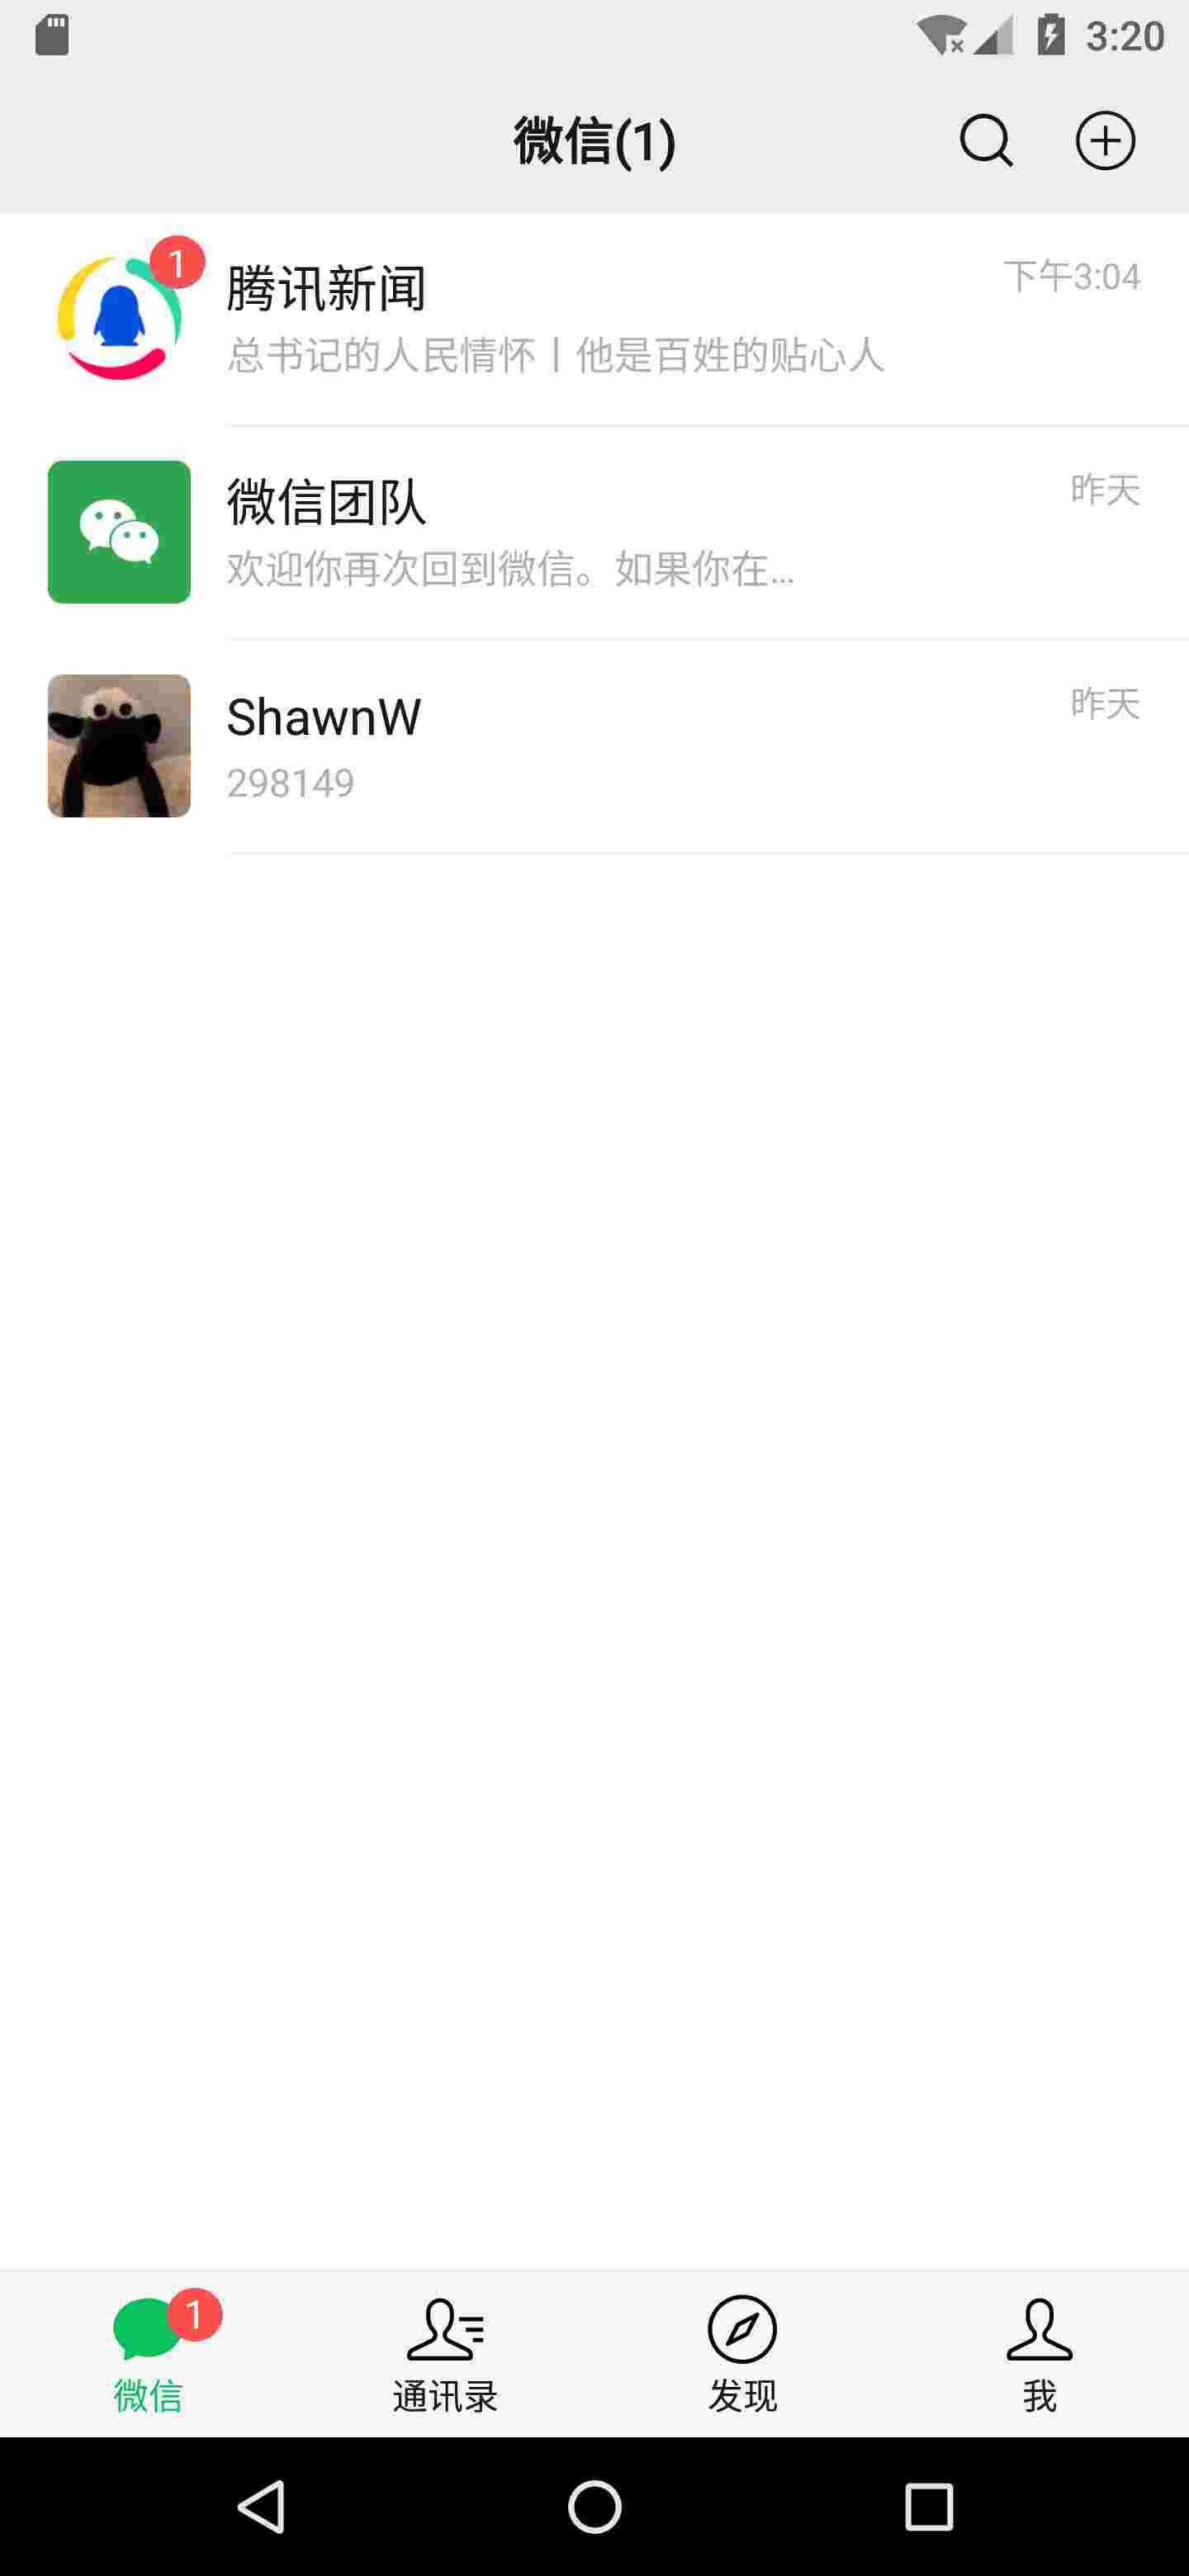 3:20
微信(1)
1
腾讯新闻
下午3:04
总书记的人民情怀丨他是百姓的贴心人
微信团队
昨天
欢迎你再次回到微信。如果你在...
ShawnW
昨天
298149
1
微信
通讯录
发现
我